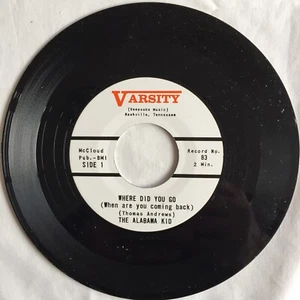 VARSITY
(Keepsake Music)
Nashville, Tennessee
McCloud
Pub.-BMI
SIDE 1
Record No.
83
2 Min.
WHERE DID YOU GO
(When are you coming back)
(Thomas Andrews)
THE ALABAMA KID